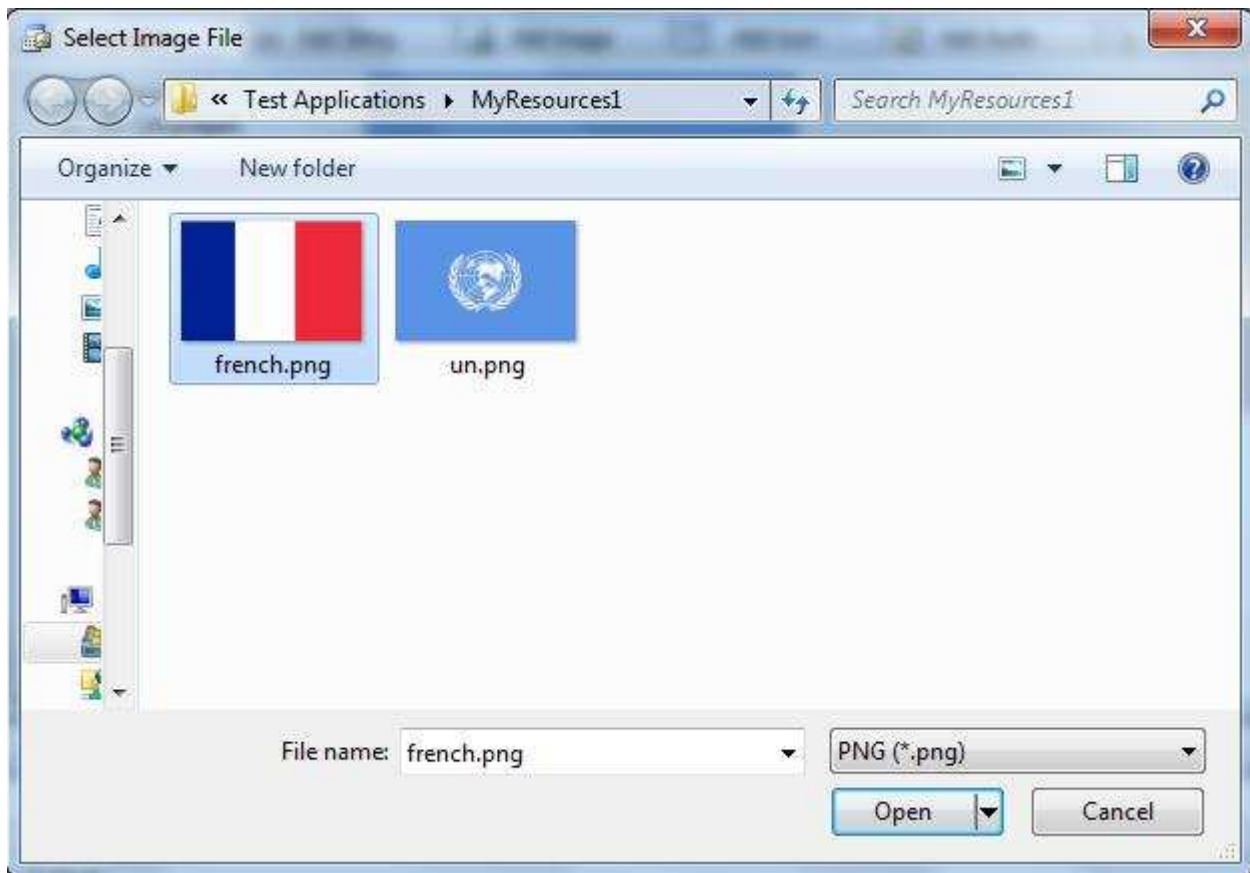 Select Image File
« Test Applications MyResources1
Search MyResources1
Organize
New folder
french.png
un.png
File name: french.png
PNG (*.png)
Open
Cancel